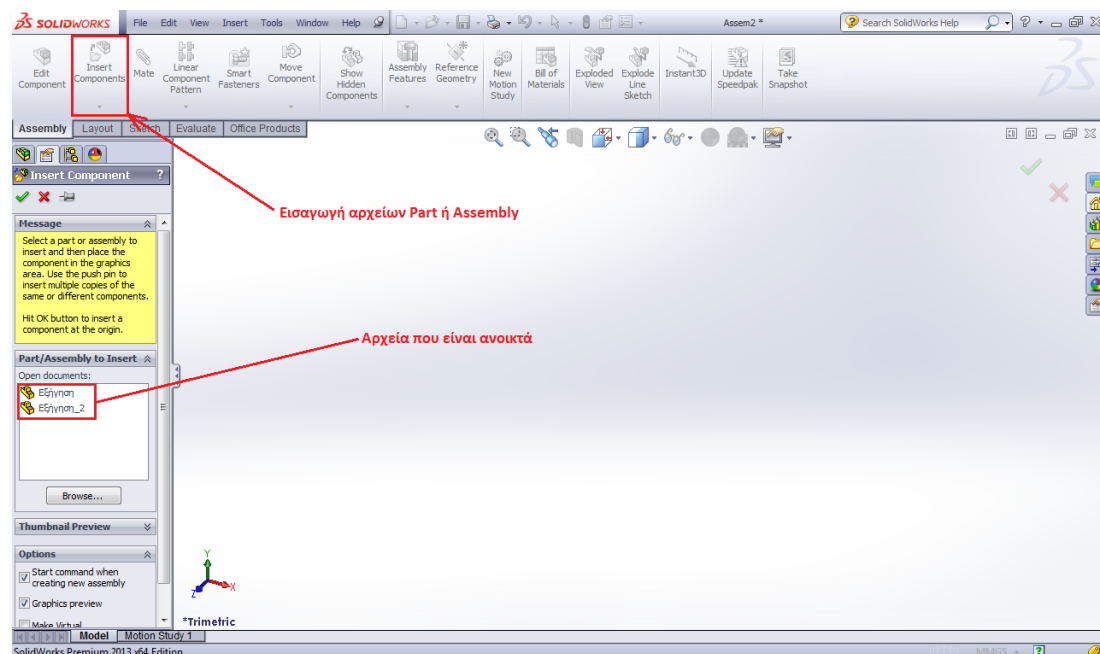 SOLIDWORKS File Edit View Insert Tools Window Help Assem2 * Search SolidWorks Help
Edit Component
Insert Components
Mate
Linear Component Pattern
Smart Fasteners
Move Component
Show Hidden Components
Assembly Features
Reference Geometry
New Motion Study
Bill of Materials
Exploded View
Explode Line Sketch
Instant3D
Update Speedpak
Take Snapshot
Assembly Layout Sketch Evaluate Office Products
Insert Component ?
Message
Select a part or assembly to
insert and then place the
component in the graphics
area. Use the push pin to
insert multiple copies of the
same or different components.
Hit OK button to insert a
component at the origin.
Εισαγωγή αρχείων Part ή Assembly
Αρχεία που είναι ανοικτά
Part/Assembly to Insert
Open documents:
Εξήγηση
Εξήγηση_2
Browse...
Thumbnail Preview
Options
Start command when
creating new assembly
Graphics preview
Make Virtual
Y
X
Z
*Trimetric
Model Motion Study 1
SolidWorks Premium 2013 x64 Edition MMGS